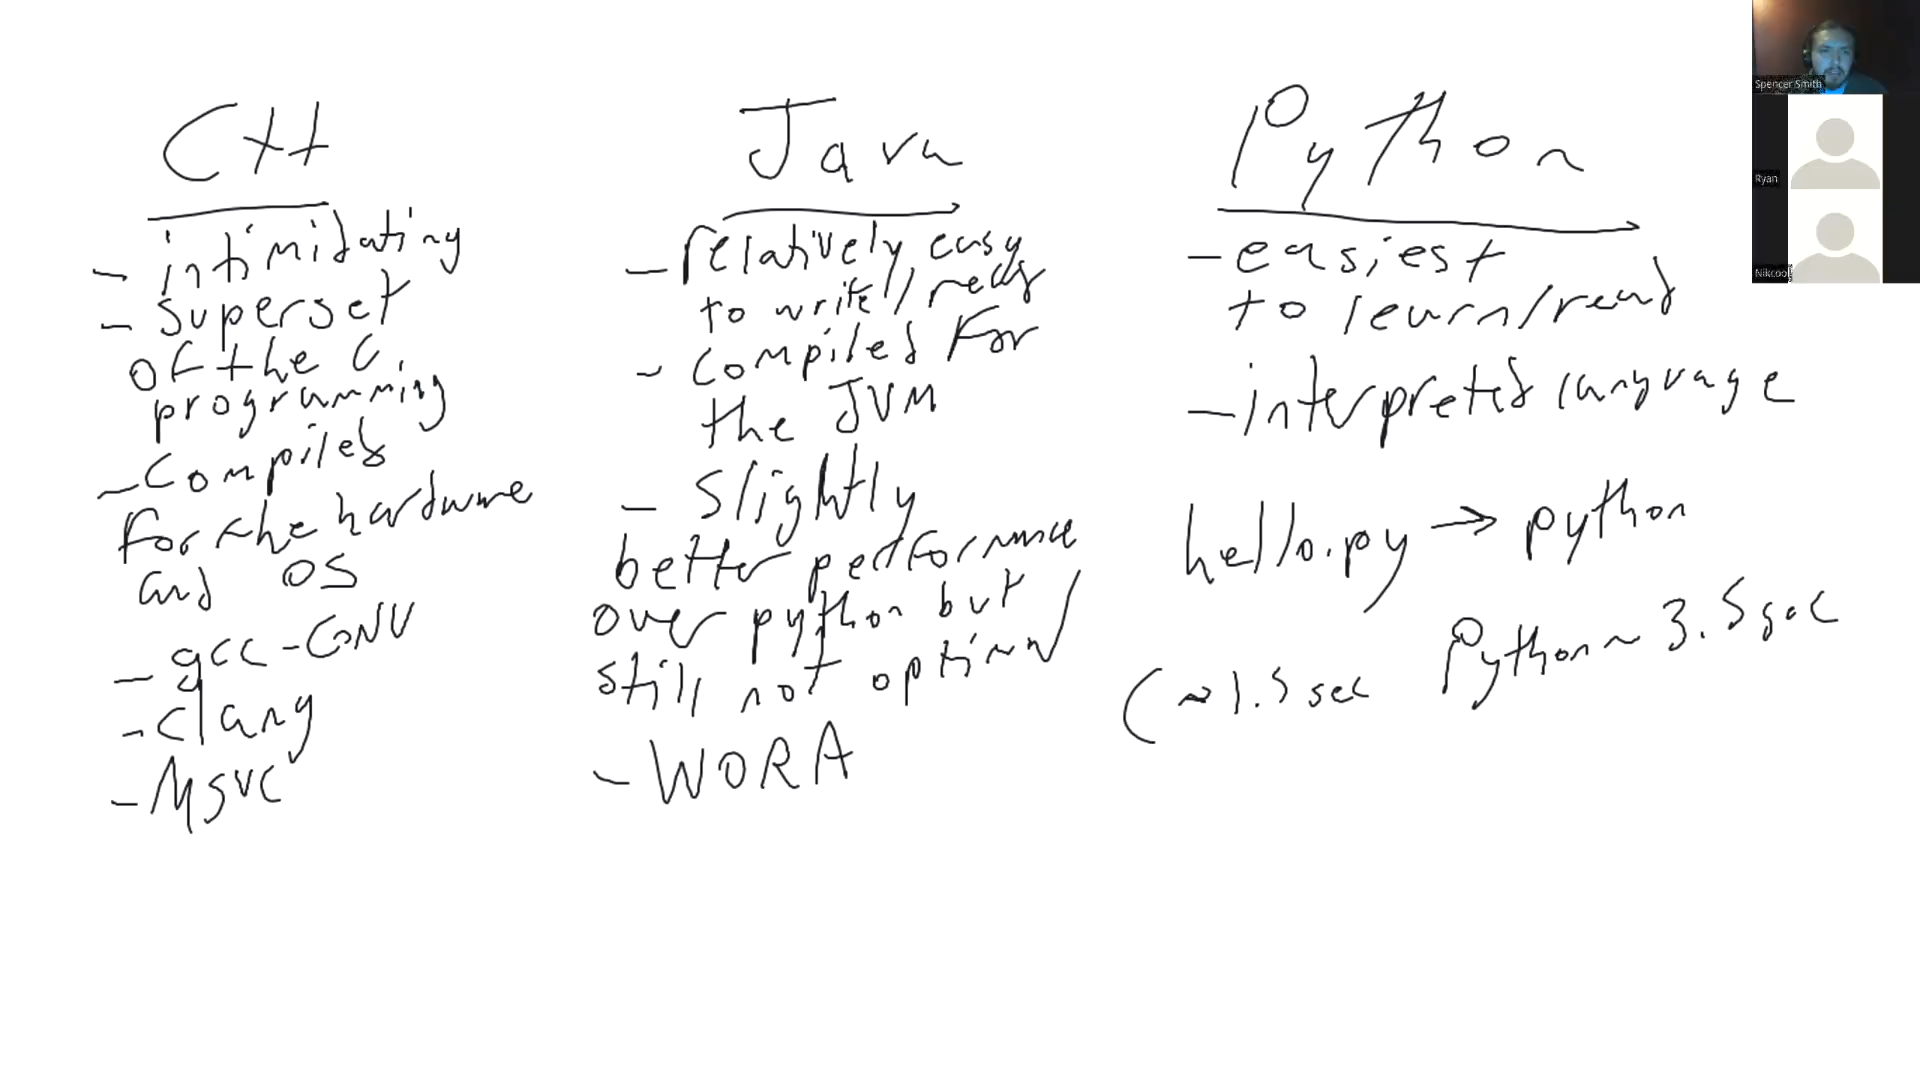 C++
- intimidating
- superset
of the C
programming
- Compiled
for the hardware
and OS
- gcc - GNU
- clang
- MSVC
Java
- relatively easy
to write // read
- compiled for
the JVM
- slightly
better performance
over python but
still not optimal
- WORA
Python
- easiest
to learn/read
- interpreted language
hello.py → python
C ~ 1.5 sec
Python ~ 3.5 sec
Spencer Smith
Ryan
Nikcool